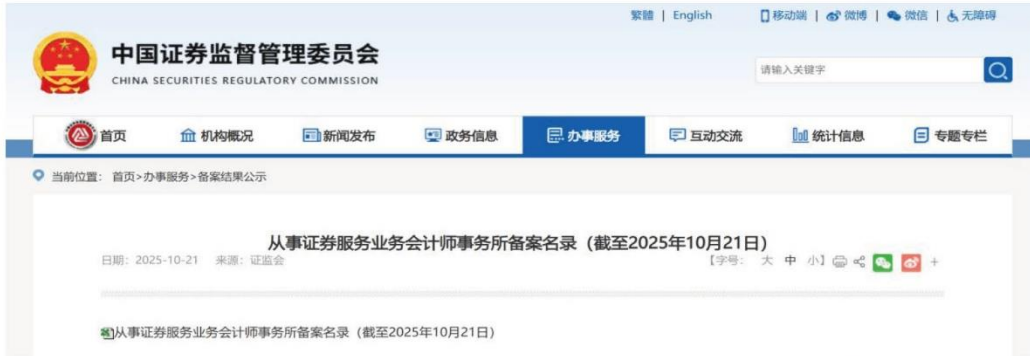 繁體 | English 移动端 | 微博 | 微信 | 无障碍
中国证券监督管理委员会
CHINA SECURITIES REGULATORY COMMISSION
请输入关键字
首页 机构概况 新闻发布 政务信息 办事服务 互动交流 统计信息 专题专栏
当前位置: 首页>办事服务>备案结果公示
从事证券服务业务会计师事务所备案名录（截至2025年10月21日）
日期: 2025-10-21 来源: 证监会 【字号: 大 中 小】 +
从事证券服务业务会计师事务所备案名录（截至2025年10月21日）